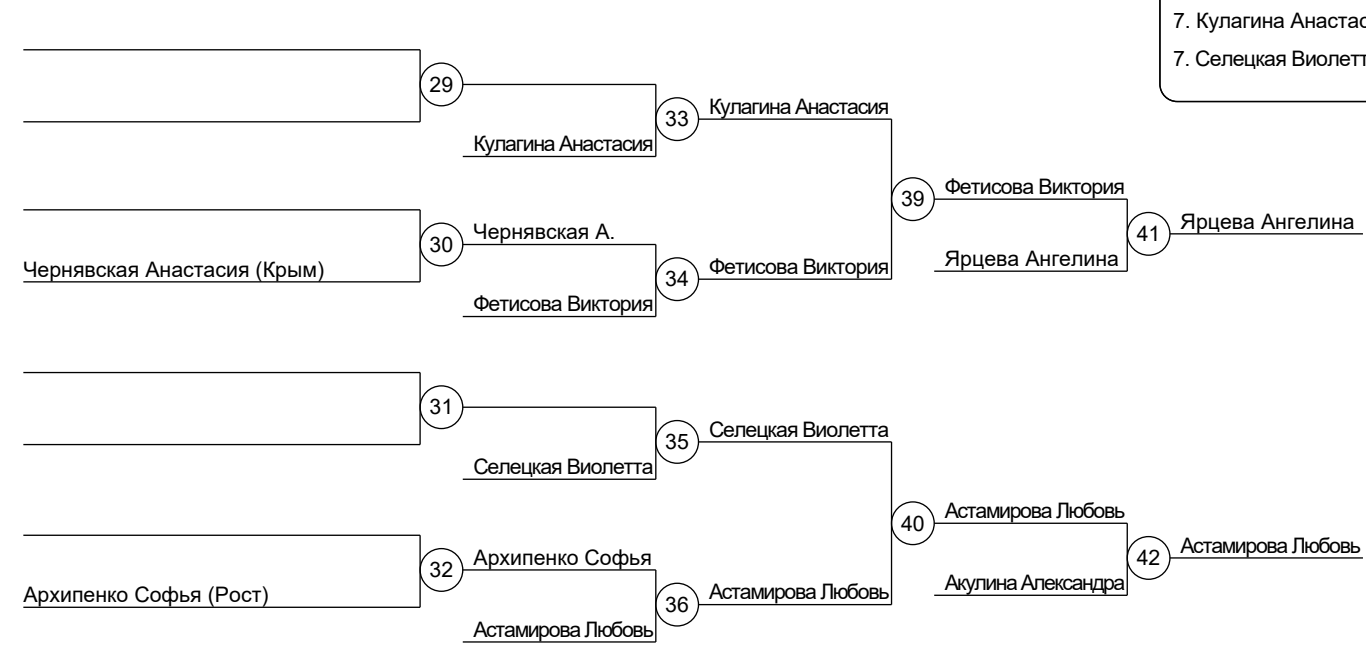 7. Кулагина Анастас
7. Селецкая Виолетт
29
33
Кулагина Анастасия
Кулагина Анастасия
39
Фетисова Виктория
30
Чернявская А.
41
Ярцева Ангелина
Чернявская Анастасия (Крым)
34
Фетисова Виктория
Ярцева Ангелина
Фетисова Виктория
31
35
Селецкая Виолетта
Селецкая Виолетта
40
Астамирова Любовь
32
Архипенко Софья
42
Астамирова Любовь
Архипенко Софья (Рост)
36
Астамирова Любовь
Акулина Александра
Астамирова Любовь